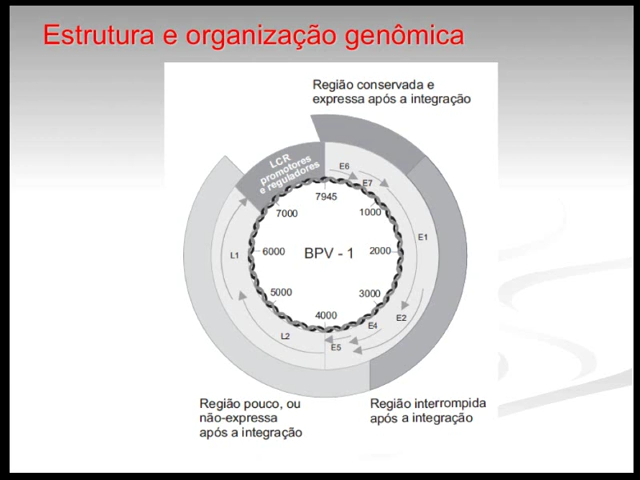 Estrutura e organização genômica
Região conservada e
expressa após a integração
LCR
promotores
e reguladores
E6
E7
7945
7000
1000
L1
6000
BPV - 1
2000
E1
5000
3000
4000
E2
E4
L2
E5
Região pouco, ou
não-expressa
após a integração
Região interrompida
após a integração